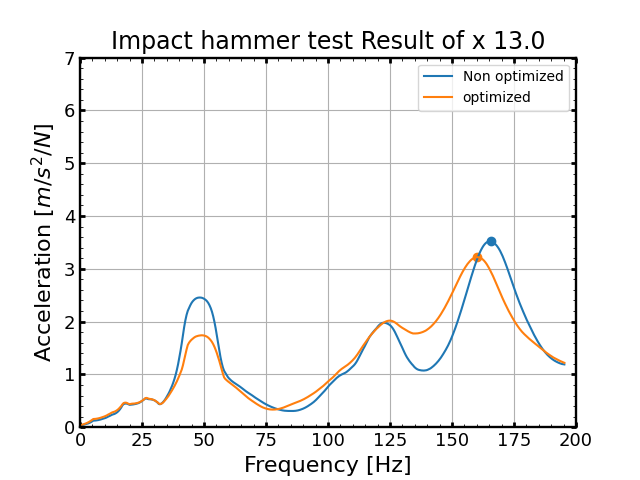 Impact hammer test Result of x 13.0
Non optimized
optimized
7
6
5
4
3
2
1
0
Acceleration [m/s²/N]
0 25 50 75 100 125 150 175 200
Frequency [Hz]